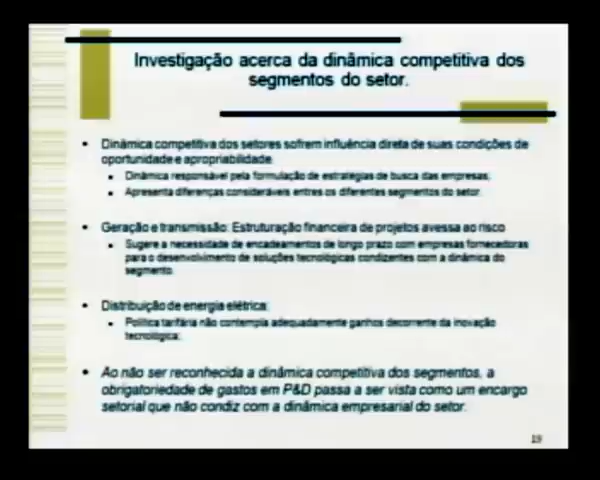 Investigação acerca da dinâmica competitiva dos
segmentos do setor.
Dinâmica competitiva dos setores sofrem influência direta de suas condições de
oportunidade e apropriabilidade.
Dinâmica responsável pela formulação de estratégias de busca das empresas.
Apresenta diferenças consideráveis entres os diferentes segmentos do setor.
Geração e transmissão: Estruturação financeira de projetos avessa ao risco
Sugere a necessidade de encadeamentos de longo prazo com empresas fornecedoras
para o desenvolvimento de soluções tecnológicas condizentes com a dinâmica do
segmento.
Distribuição de energia elétrica:
Política tarifária não contempla adequadamente ganhos decorrente da inovação
tecnológica.
Ao não ser reconhecida a dinâmica competitiva dos segmentos, a
obrigatoriedade de gastos em P&D passa a ser vista como um encargo
setorial que não condiz com a dinâmica empresarial do setor.